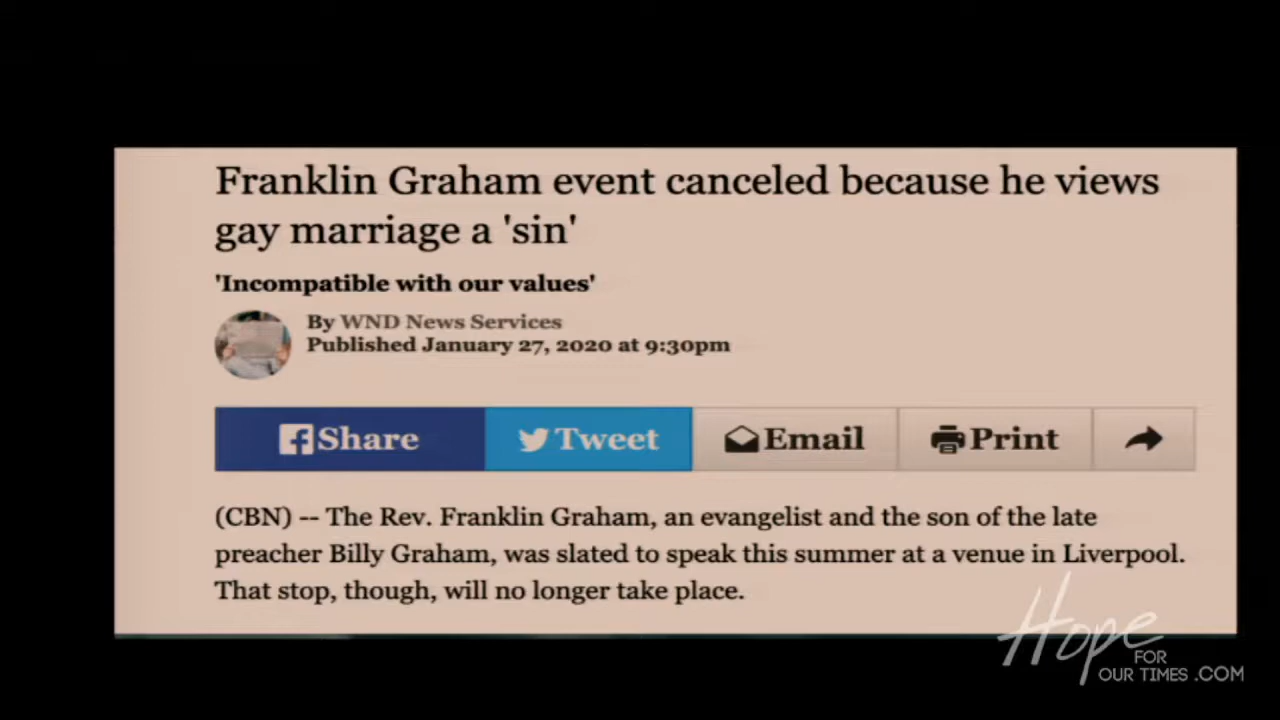 Franklin Graham event canceled because he views
gay marriage a 'sin'
'Incompatible with our values'
By WND News Services
Published January 27, 2020 at 9:30pm
Share Tweet Email Print
(CBN) -- The Rev. Franklin Graham, an evangelist and the son of the late
preacher Billy Graham, was slated to speak this summer at a venue in Liverpool.
That stop, though, will no longer take place.
Hope
FOR
OUR TIMES .COM